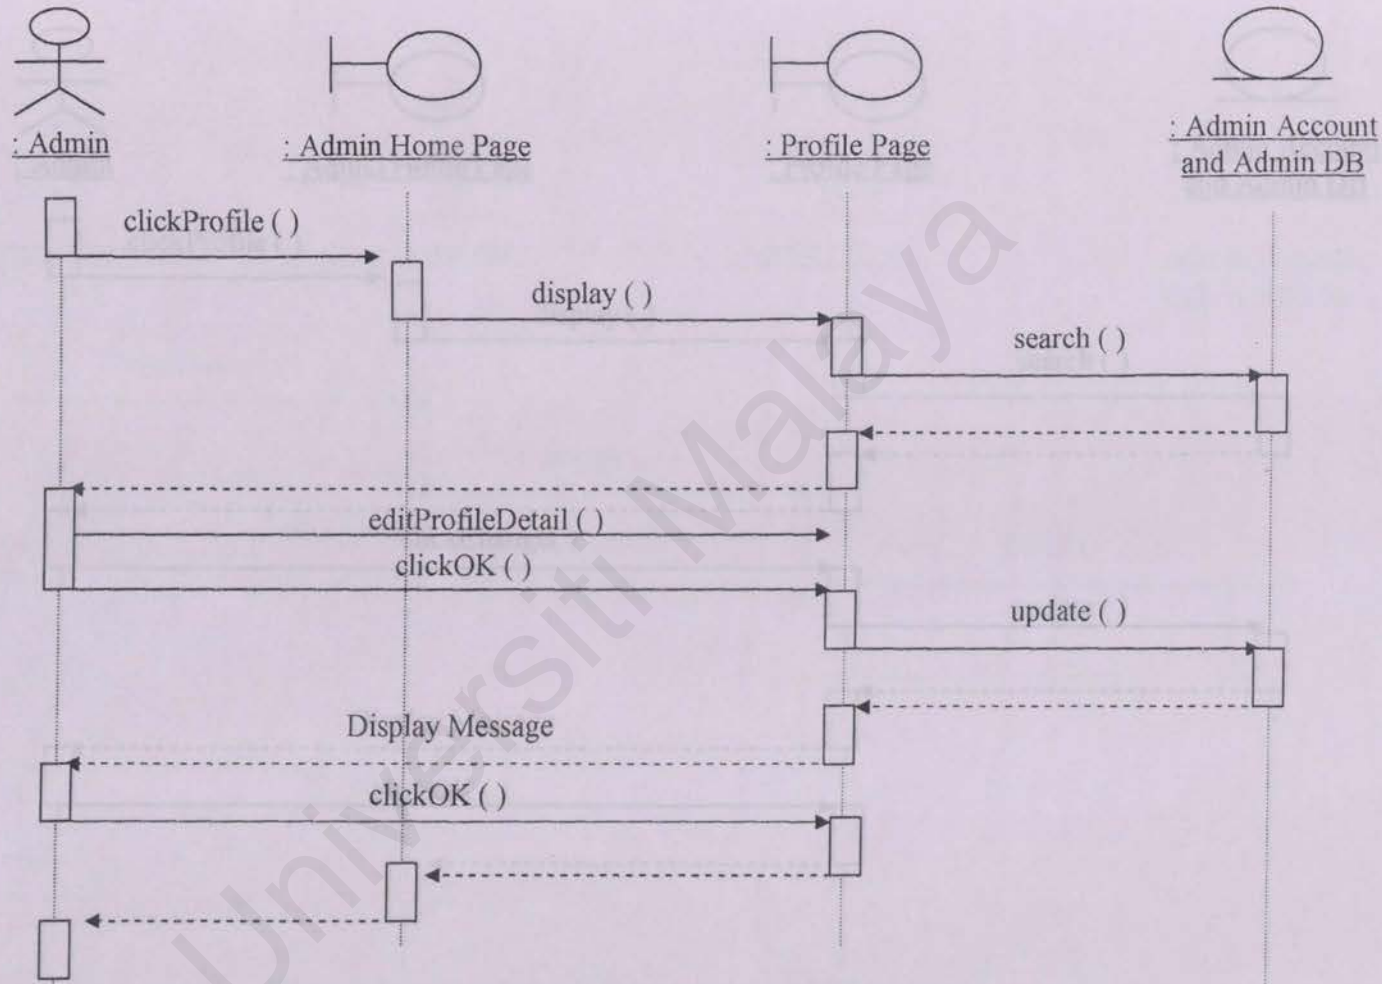 : Admin
: Admin Home Page
: Profile Page
: Admin Account
and Admin DB
clickProfile ( )
display ( )
search ( )
editProfileDetail ( )
clickOK ( )
update ( )
Display Message
clickOK ( )
Universiti Malaya